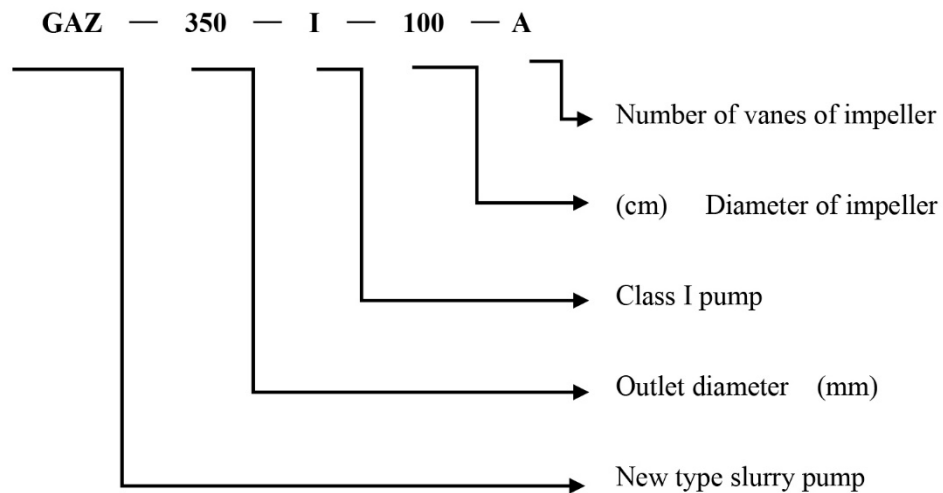 GAZ — 350 — I — 100 — A
Number of vanes of impeller
(cm) Diameter of impeller
Class I pump
Outlet diameter (mm)
New type slurry pump